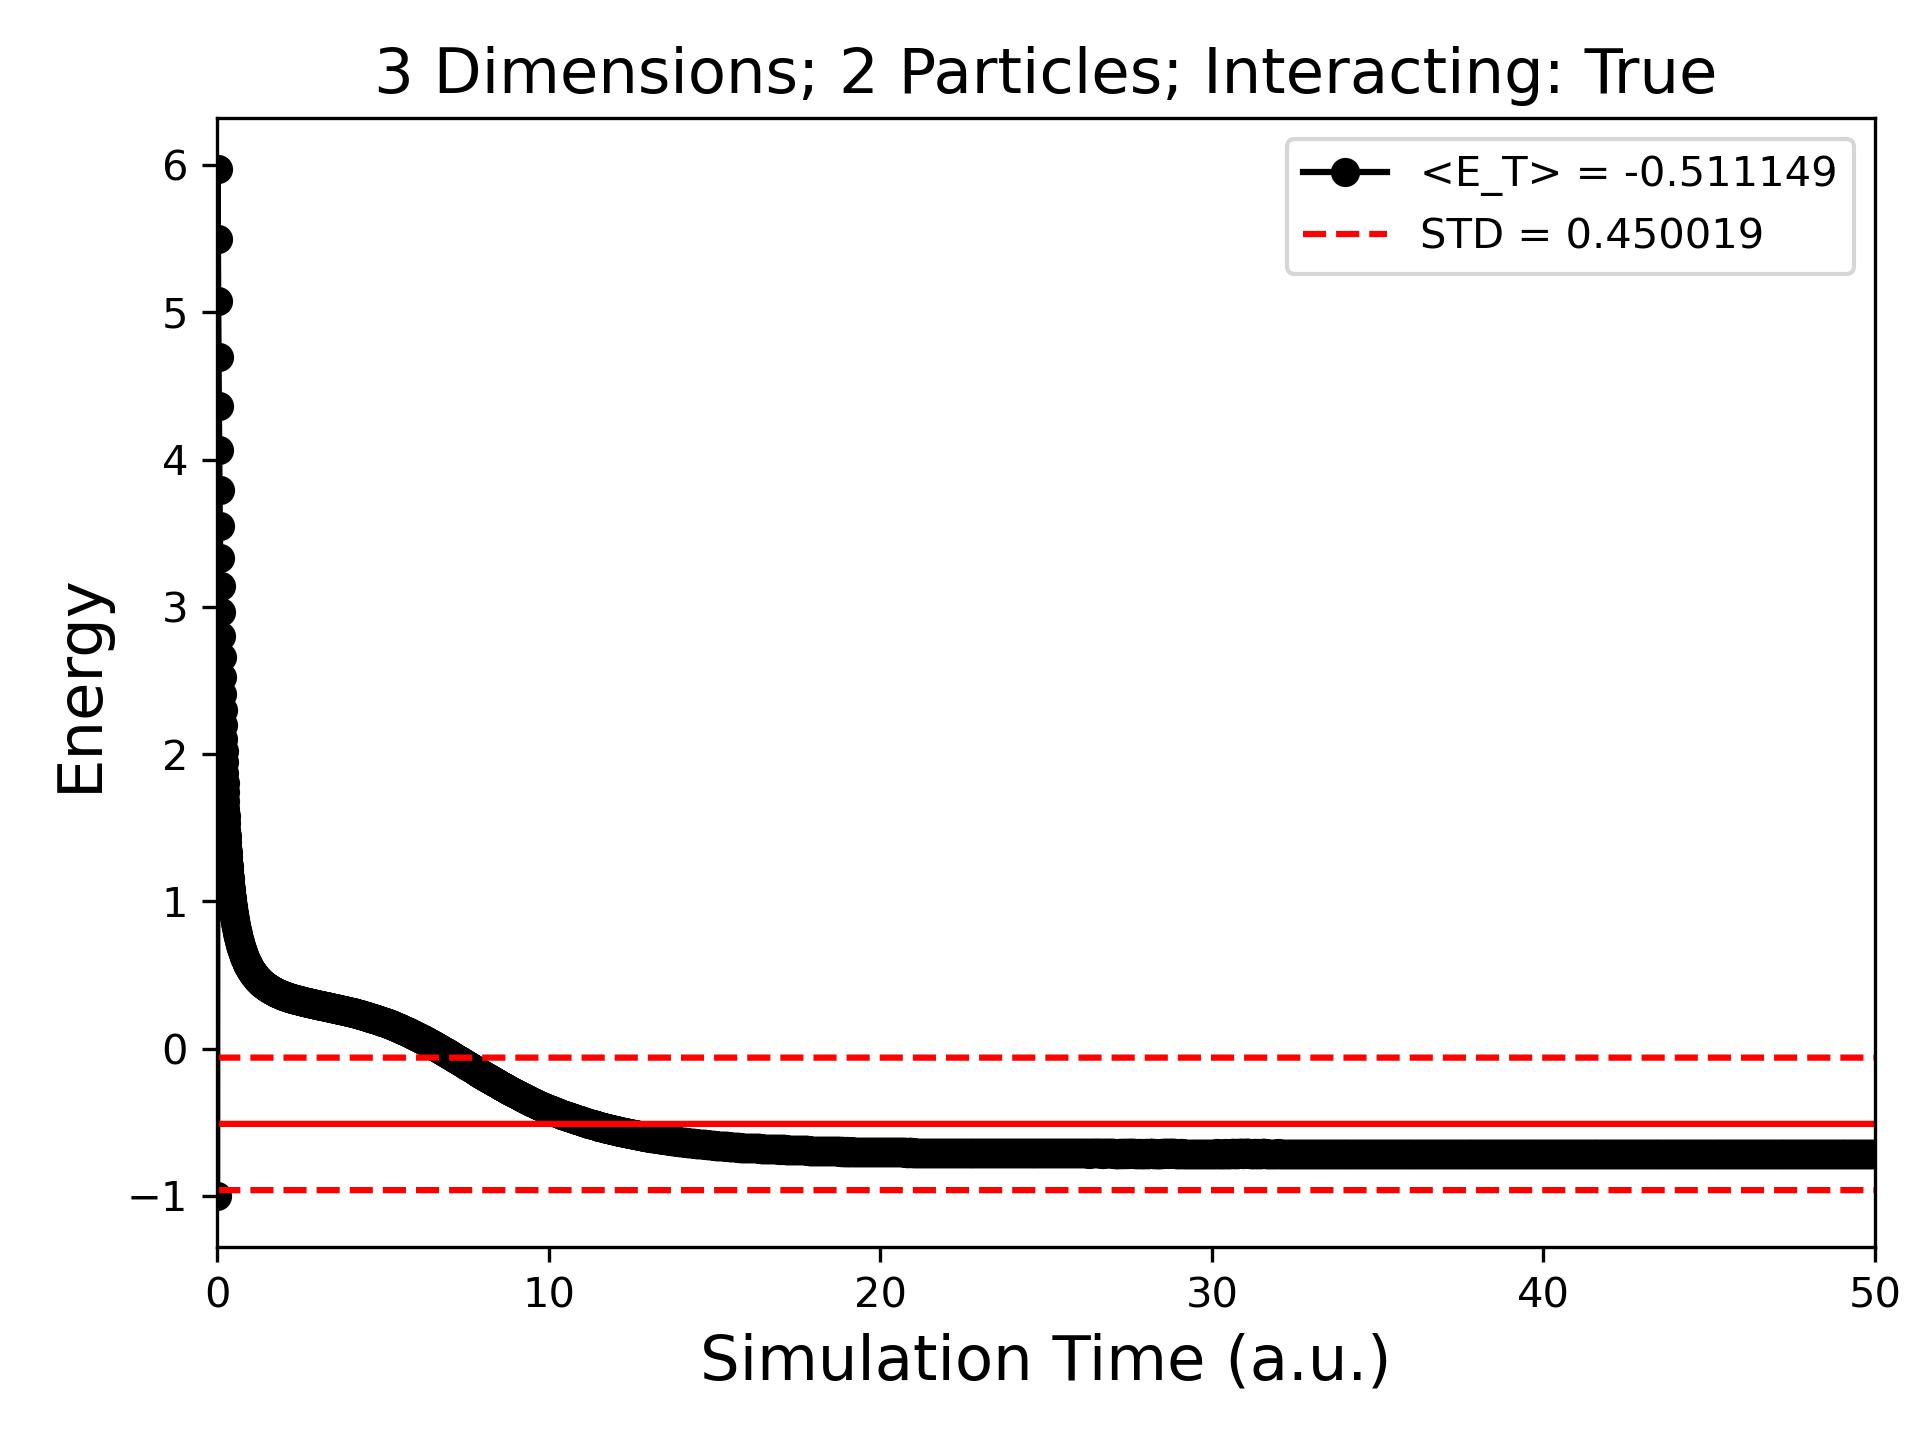 3 Dimensions; 2 Particles; Interacting: True
<E_T> = -0.511149
STD = 0.450019
Energy
6
5
4
3
2
1
0
−1
0 10 20 30 40 50
Simulation Time (a.u.)